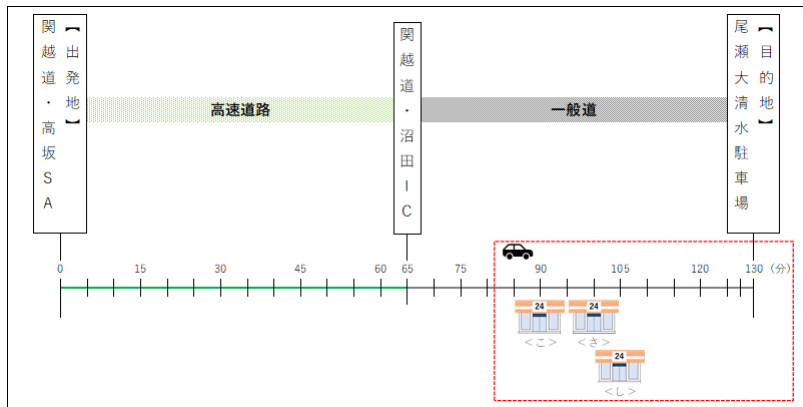 【出発地】
関越道・高坂SA
関越道・沼田IC
【目的地】
尾瀬大清水駐車場
高速道路
一般道
0
15
30
45
60
65
75
90
105
120
130
(分)
24
24
<こ>
<さ>
24
<し>